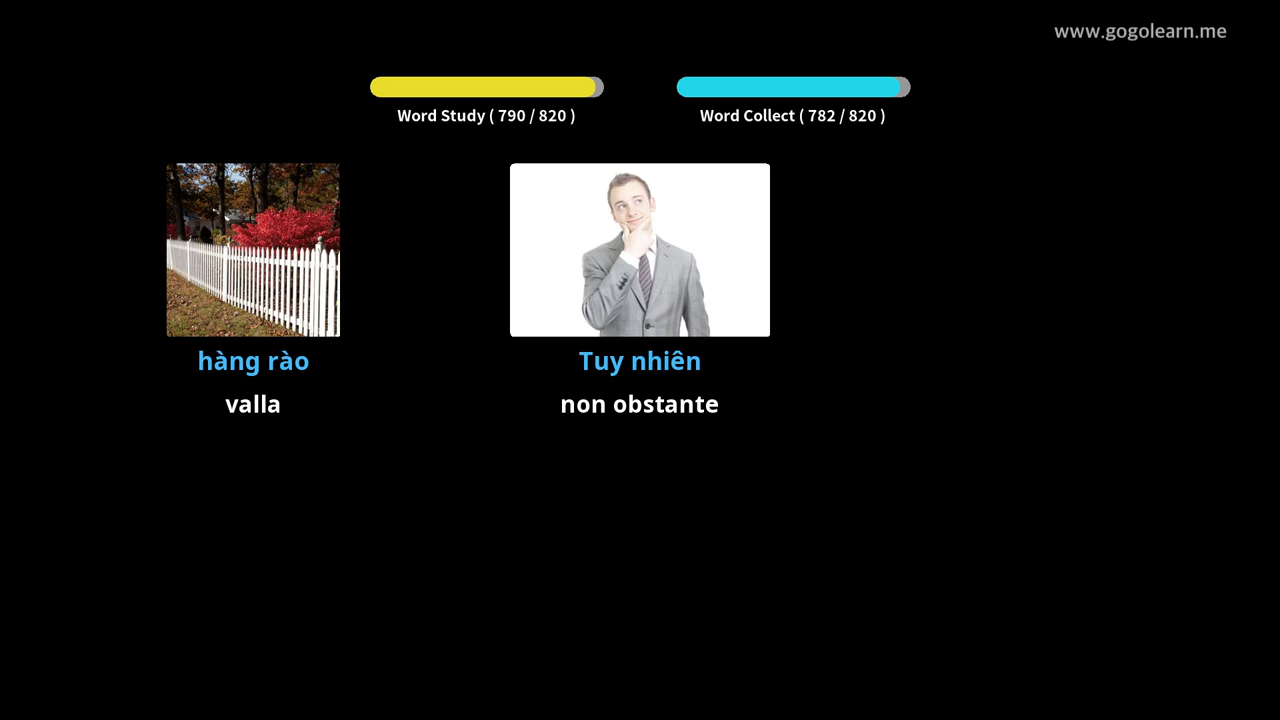 www.gogolearn.me
Word Study ( 790 / 820 )
Word Collect ( 782 / 820 )
hàng rào
valla
Tuy nhiên
non obstante